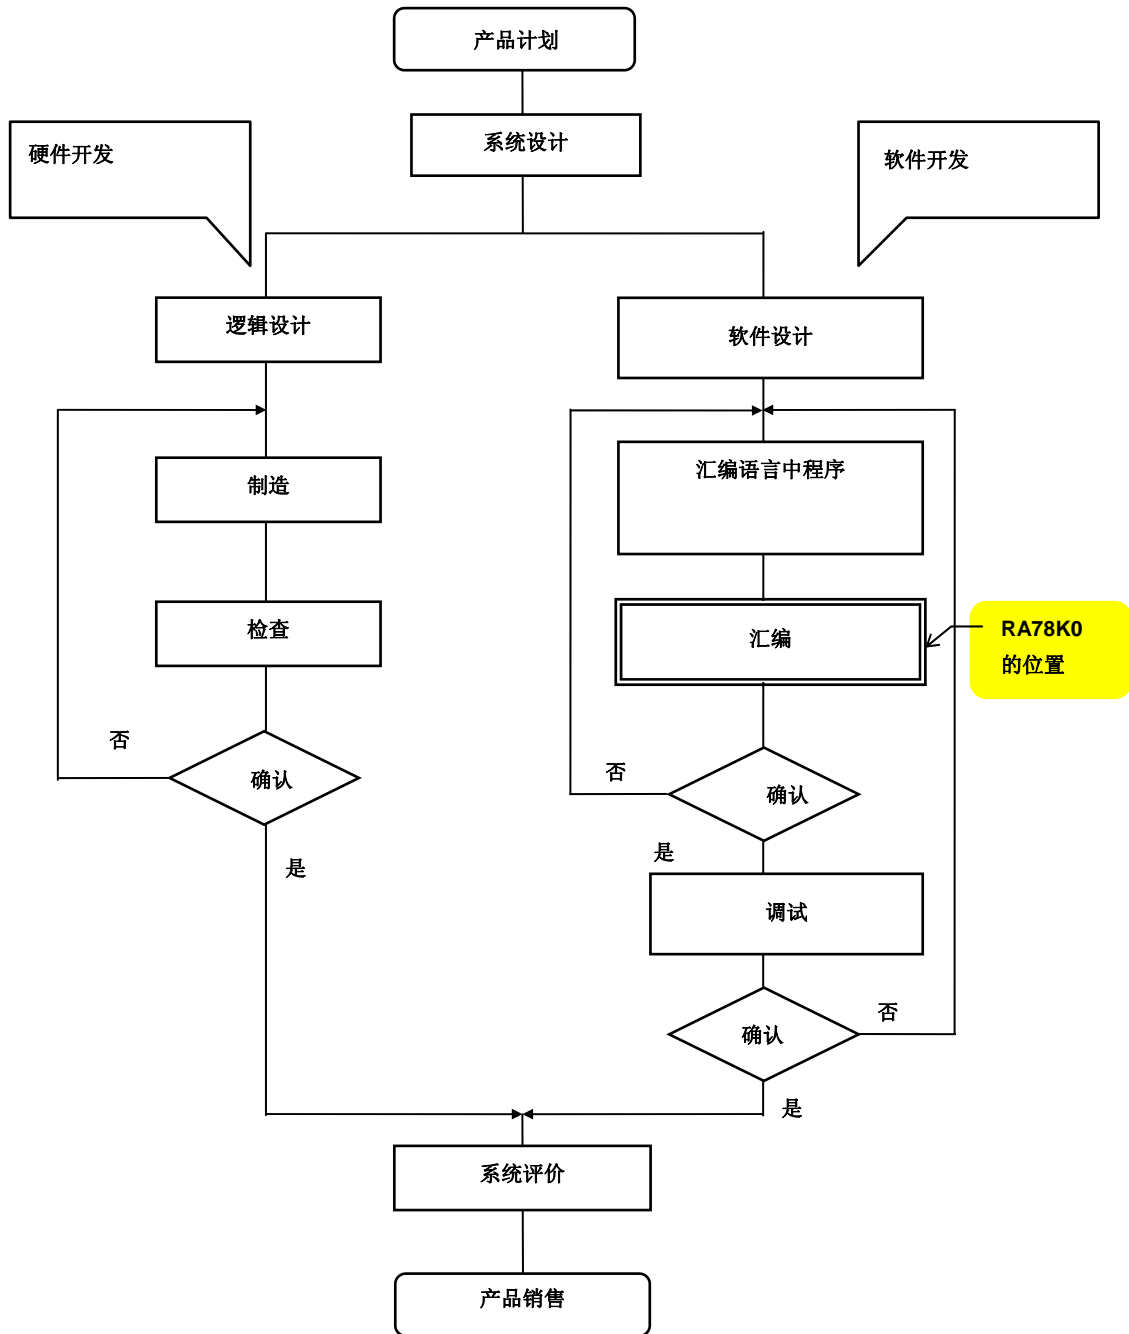 产品计划
系统设计
硬件开发
软件开发
逻辑设计
软件设计
制造
汇编语言中程序
检查
汇编
RA78K0
的位置
否
确认
否
确认
是
是
调试
否
确认
是
系统评价
产品销售